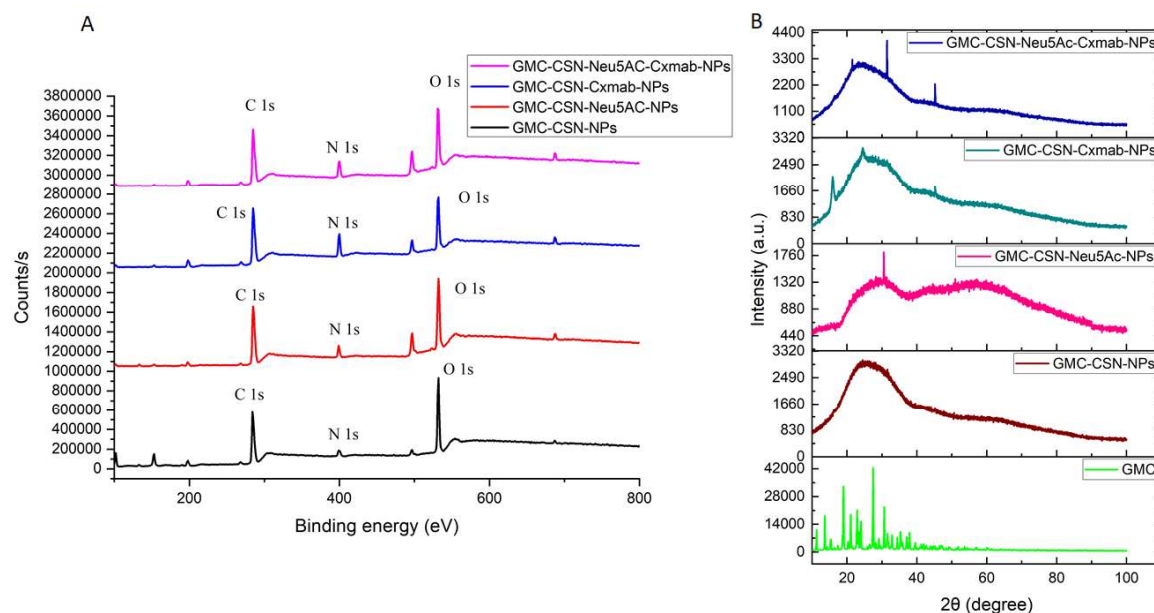 A
GMC-CSN-Neu5AC-Cxmab-NPs
GMC-CSN-Cxmab-NPs
GMC-CSN-Neu5AC-NPs
GMC-CSN-NPs
C 1s
N 1s
O 1s
C 1s
N 1s
O 1s
C 1s
N 1s
O 1s
C 1s
N 1s
O 1s
3800000
3600000
3400000
3200000
3000000
2800000
2600000
2400000
2200000
2000000
1800000
1600000
1400000
1200000
1000000
800000
600000
400000
200000
0
Counts/s
200
400
600
800
Binding energy (eV)
B
4400
3300
2200
1100
GMC-CSN-Neu5Ac-Cxmab-NPs
3320
2490
1660
830
GMC-CSN-Cxmab-NPs
1760
1320
880
440
GMC-CSN-Neu5Ac-NPs
3320
2490
1660
830
GMC-CSN-NPs
42000
28000
14000
0
GMC
Intensity (a.u.)
20
40
60
80
100
2θ (degree)